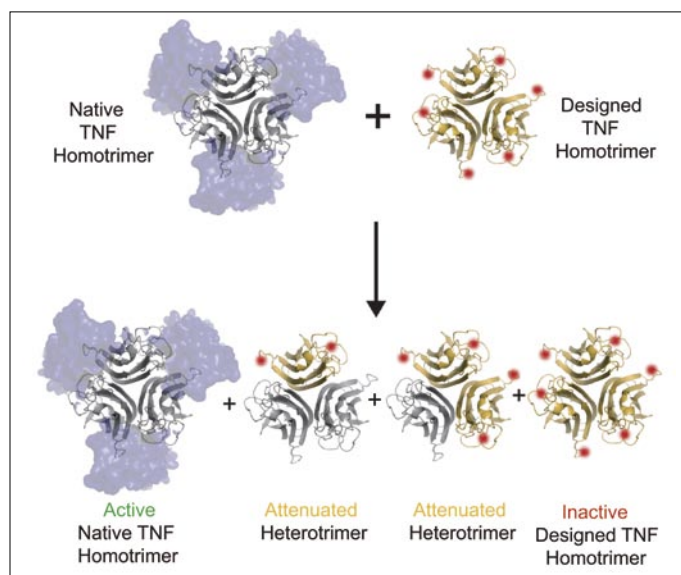 Native
TNF
Homotrimer
+
Designed
TNF
Homotrimer
+
+
+
Active
Native TNF
Homotrimer
Attenuated
Heterotrimer
Attenuated
Heterotrimer
Inactive
Designed TNF
Homotrimer